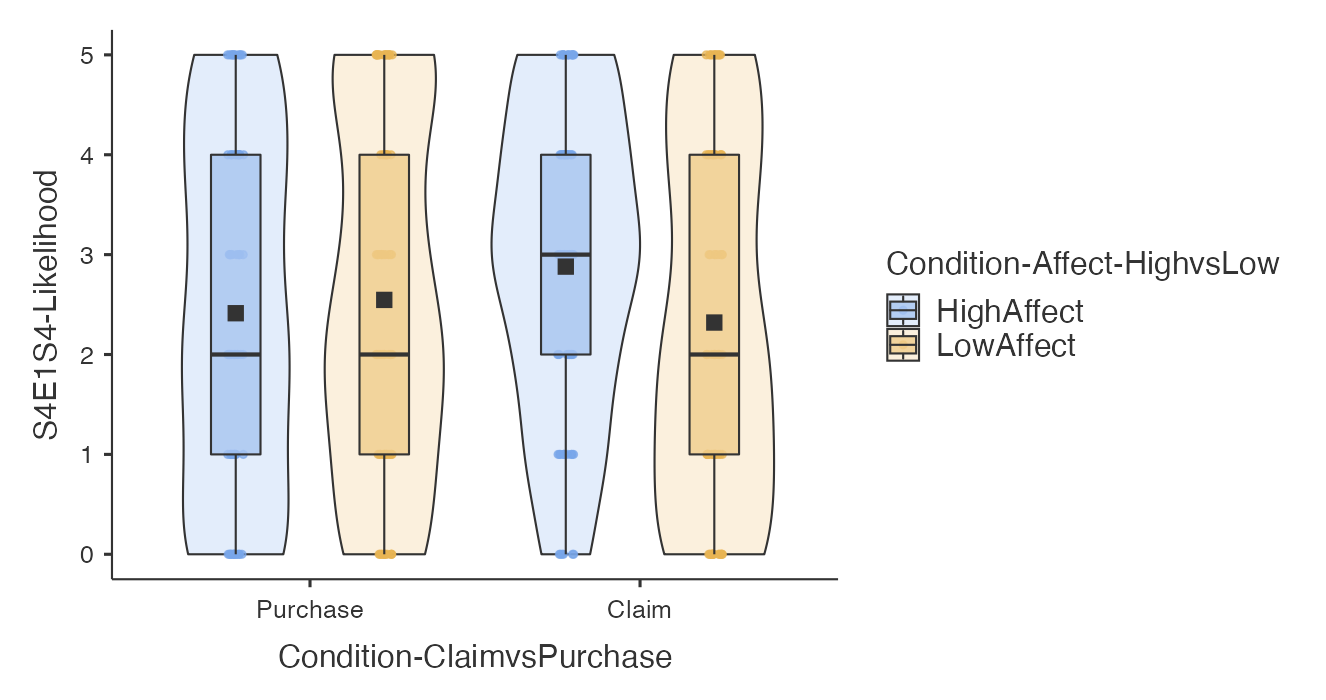 S4E1S4-Likelihood
5
4
3
2
1
0
Purchase
Claim
Condition-ClaimvsPurchase
Condition-Affect-HighvsLow
HighAffect
LowAffect